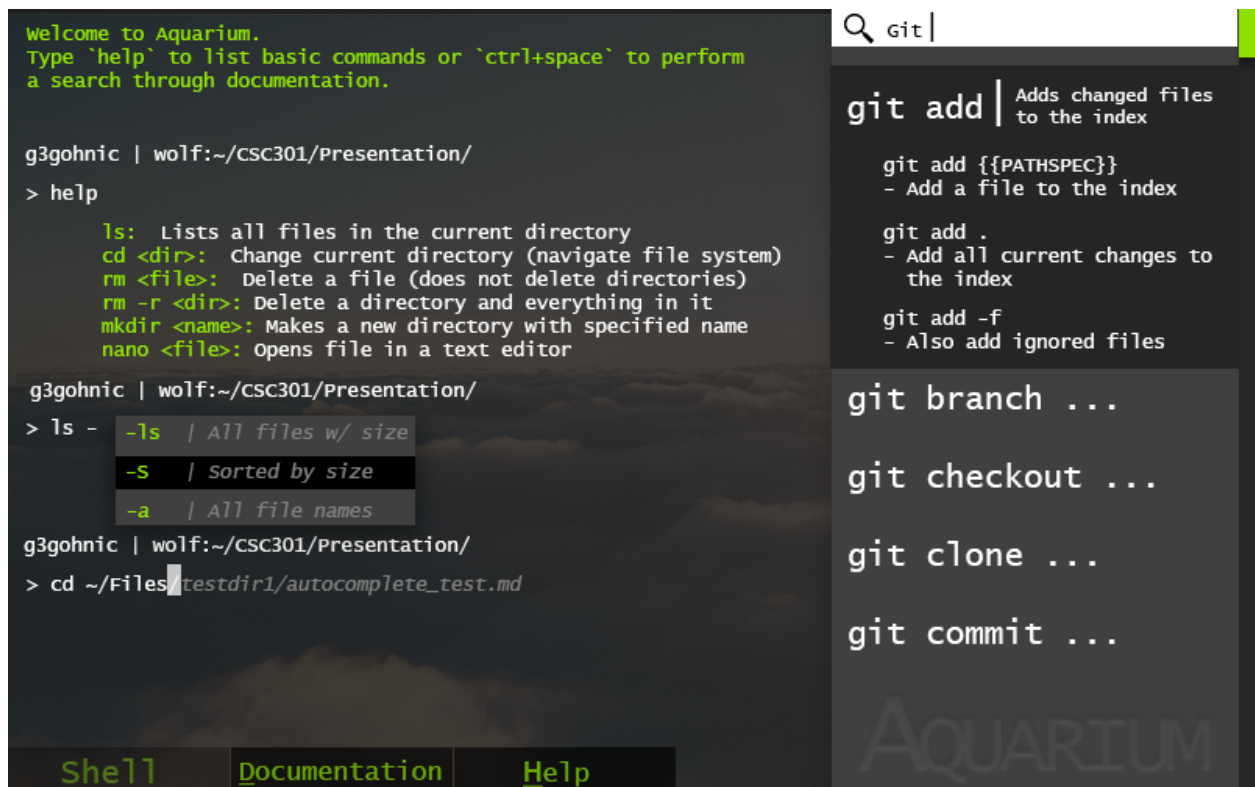 Welcome to Aquarium.
Type `help` to list basic commands or `ctrl+space` to perform
a search through documentation.
g3gohnic | wolf:~/CSC301/Presentation/
> help
ls: Lists all files in the current directory
cd <dir>: Change current directory (navigate file system)
rm <file>: Delete a file (does not delete directories)
rm -r <dir>: Delete a directory and everything in it
mkdir <name>: Makes a new directory with specified name
nano <file>: Opens file in a text editor
g3gohnic | wolf:~/CSC301/Presentation/
> ls -
-ls | All files w/ size
-S | Sorted by size
-a | All file names
g3gohnic | wolf:~/CSC301/Presentation/
> cd ~/Files/testdir1/autocomplete_test.md
Shell
Documentation
Help
Git
git add
Adds changed files
to the index
git add {{PATHSPEC}}
- Add a file to the index
git add .
- Add all current changes to
the index
git add -f
- Also add ignored files
git branch ...
git checkout ...
git clone ...
git commit ...
AQUARIUM